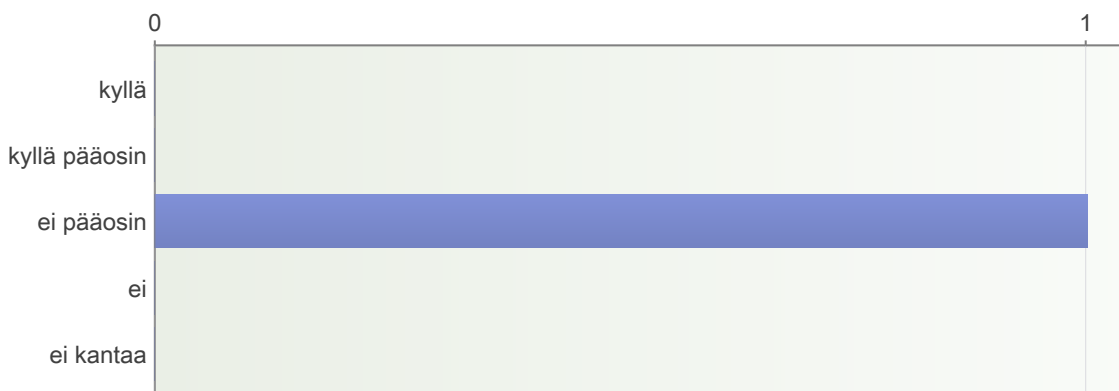 0 1
kyllä
kyllä pääosin
ei pääosin
ei
ei kantaa